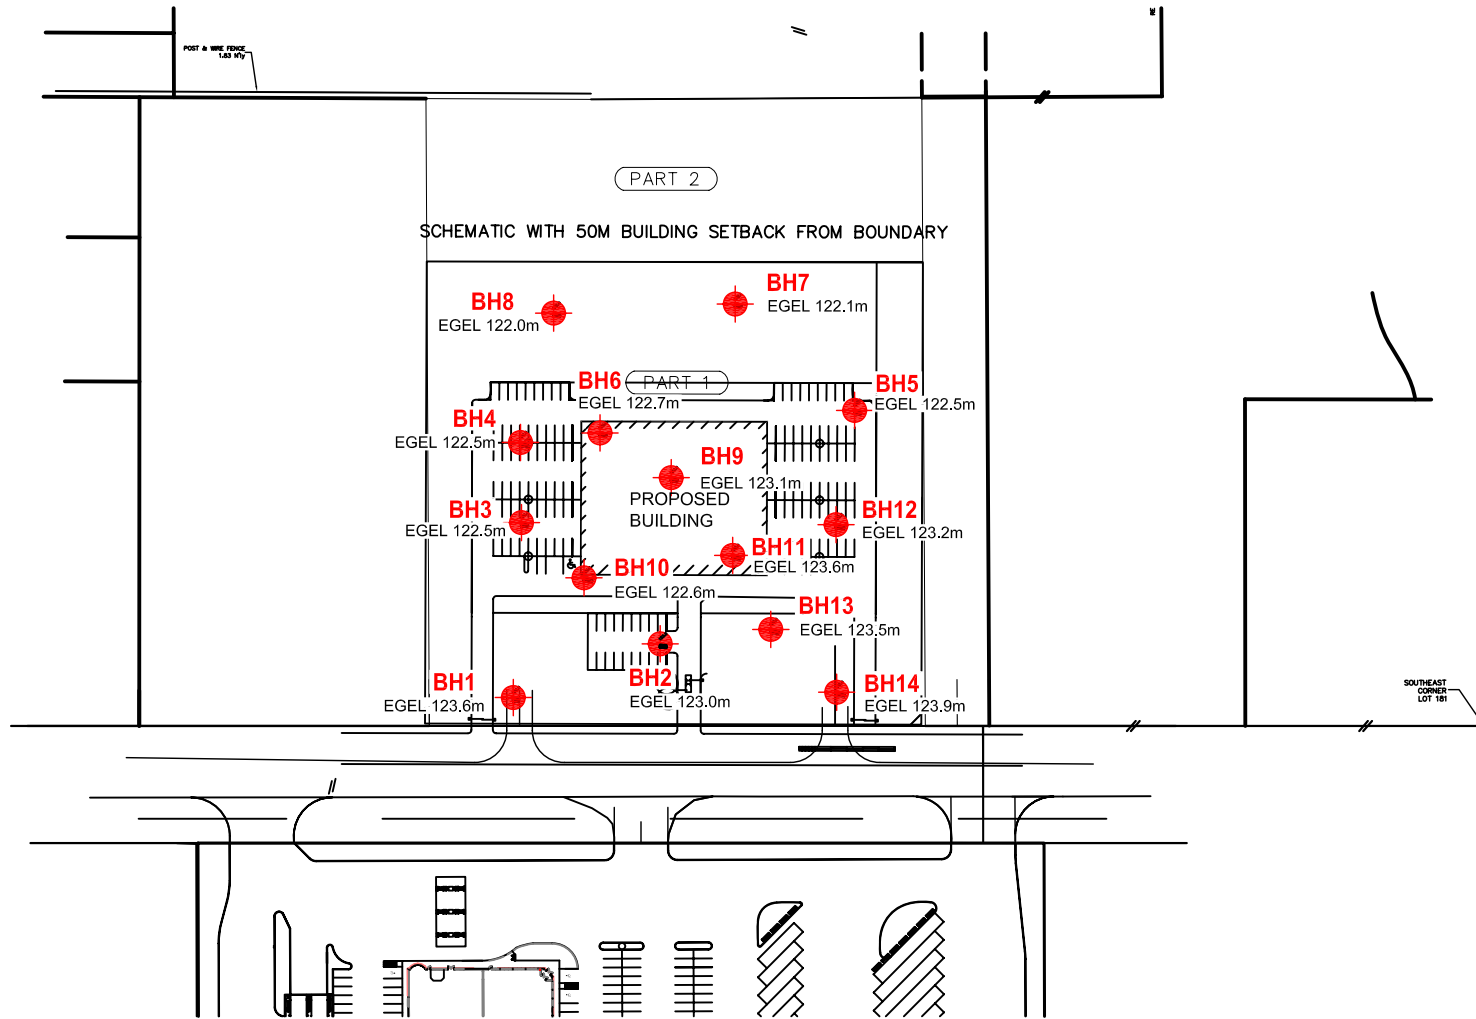 RE
POST & WIRE FENCE
1.83 N'ly
PART 2
SCHEMATIC WITH 50M BUILDING SETBACK FROM BOUNDARY
BH8
EGEL 122.0m
BH7
EGEL 122.1m
BH6
PART 1
EGEL 122.7m
BH5
EGEL 122.5m
BH4
EGEL 122.5m
BH9
EGEL 123.1m
PROPOSED
BUILDING
BH3
EGEL 122.5m
BH12
EGEL 123.2m
BH11
EGEL 123.6m
BH10
EGEL 122.6m
BH13
EGEL 123.5m
BH2
EGEL 123.0m
BH1
EGEL 123.6m
BH14
EGEL 123.9m
SOUTHEAST
CORNER
LOT 181